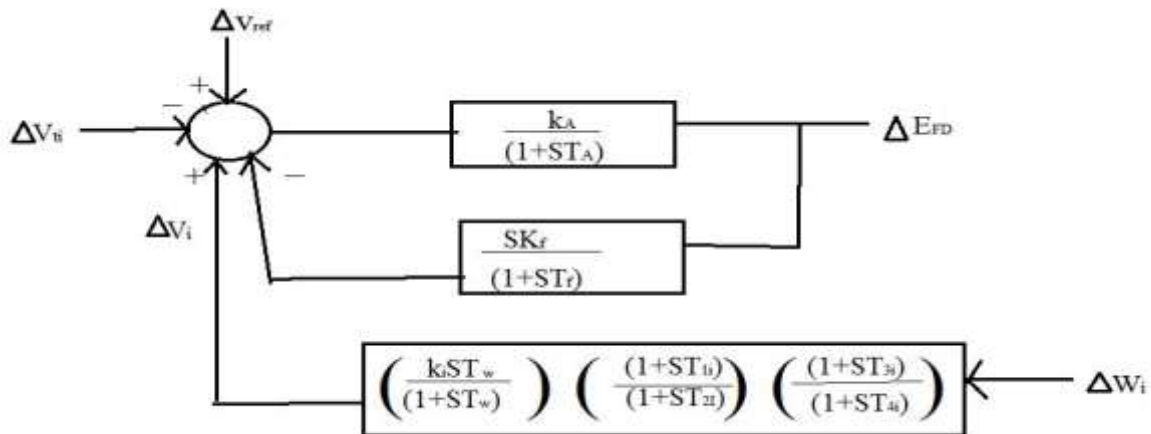 ΔVref
+
−
ΔVti
kA
(1+STA)
Δ EFD
+
−
ΔVi
SKf
(1+STf)
(kiSTw/(1+STw)) ((1+ST1i)/(1+ST2I)) ((1+ST3i)/(1+ST4i))
ΔWi